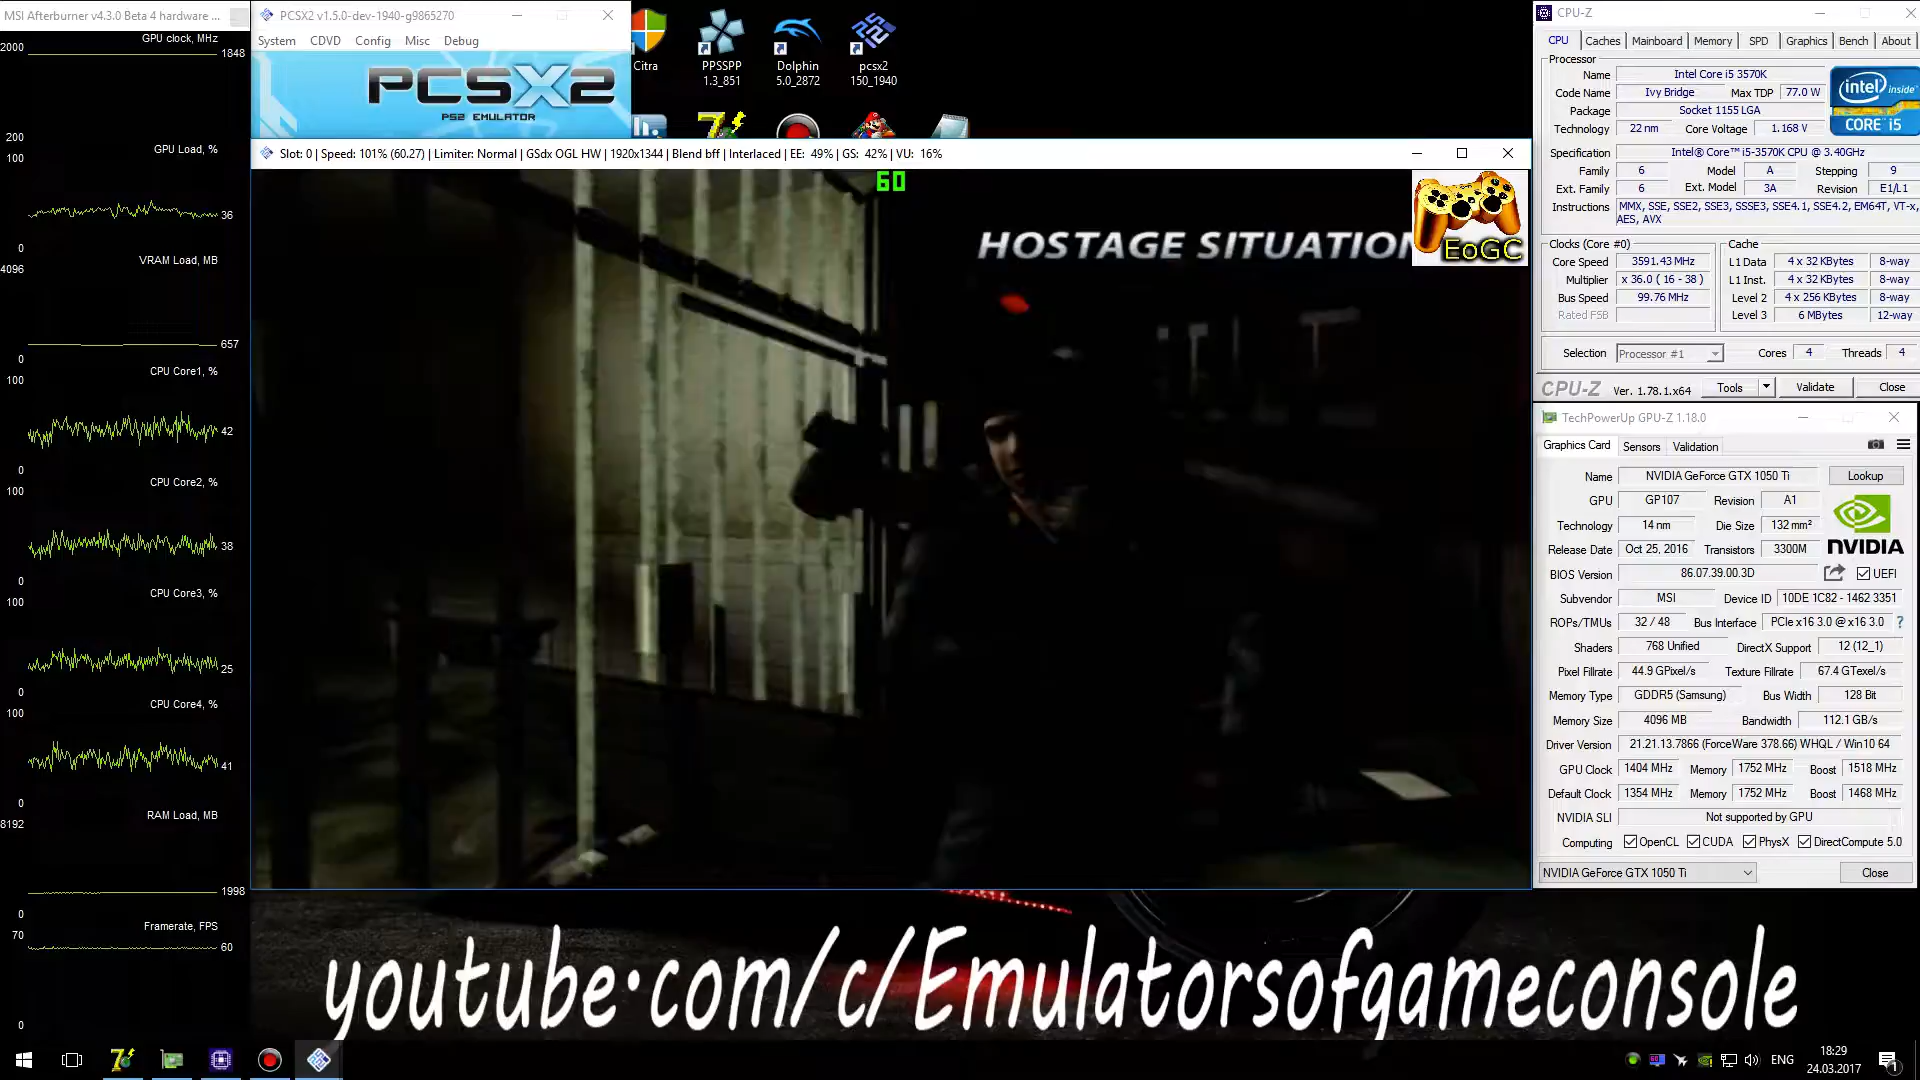 MSI Afterburner v4.3.0 Beta 4 hardware ...
GPU clock, MHz
2000
1848
200
100
GPU Load, %
36
0
4096
VRAM Load, MB
657
0
100
CPU Core1, %
42
0
100
CPU Core2, %
38
0
100
CPU Core3, %
25
0
100
CPU Core4, %
41
0
8192
RAM Load, MB
1998
0
70
Framerate, FPS
60
0
PCSX2 v1.5.0-dev-1940-g9865270
System CDVD Config Misc Debug
PCSX2
PS2 EMULATOR
Citra
PPSSPP
1.3_851
Dolphin
5.0_2872
pcsx2
150_1940
Slot: 0 | Speed: 101% (60.27) | Limiter: Normal | GSdx OGL HW | 1920x1344 | Blend bff | Interlaced | EE: 49% | GS: 42% | VU: 16%
60
HOSTAGE SITUATION
EoGC
CPU-Z
CPU Caches Mainboard Memory SPD Graphics Bench About
Processor
Name Intel Core i5 3570K
Code Name Ivy Bridge Max TDP 77.0 W
Package Socket 1155 LGA
Technology 22 nm Core Voltage 1.168 V
intel inside
CORE i5
Specification Intel® Core™ i5-3570K CPU @ 3.40GHz
Family 6 Model A Stepping 9
Ext. Family 6 Ext. Model 3A Revision E1/L1
Instructions MMX, SSE, SSE2, SSE3, SSSE3, SSE4.1, SSE4.2, EM64T, VT-x,
AES, AVX
Clocks (Core #0) Cache
Core Speed 3591.43 MHz L1 Data 4 x 32 KBytes 8-way
Multiplier x 36.0 ( 16 - 38 ) L1 Inst. 4 x 32 KBytes 8-way
Bus Speed 99.76 MHz Level 2 4 x 256 KBytes 8-way
Rated FSB Level 3 6 MBytes 12-way
Selection Processor #1 Cores 4 Threads 4
CPU-Z Ver. 1.78.1.x64 Tools Validate Close
TechPowerUp GPU-Z 1.18.0
Graphics Card Sensors Validation
Name NVIDIA GeForce GTX 1050 Ti Lookup
GPU GP107 Revision A1
Technology 14 nm Die Size 132 mm²
Release Date Oct 25, 2016 Transistors 3300M
NVIDIA
BIOS Version 86.07.39.00.3D UEFI
Subvendor MSI Device ID 10DE 1C82 - 1462 3351
ROPs/TMUs 32 / 48 Bus Interface PCIe x16 3.0 @ x16 3.0 ?
Shaders 768 Unified DirectX Support 12 (12_1)
Pixel Fillrate 44.9 GPixel/s Texture Fillrate 67.4 GTexel/s
Memory Type GDDR5 (Samsung) Bus Width 128 Bit
Memory Size 4096 MB Bandwidth 112.1 GB/s
Driver Version 21.21.13.7866 (ForceWare 378.66) WHQL / Win10 64
GPU Clock 1404 MHz Memory 1752 MHz Boost 1518 MHz
Default Clock 1354 MHz Memory 1752 MHz Boost 1468 MHz
NVIDIA SLI Not supported by GPU
Computing OpenCL CUDA PhysX DirectCompute 5.0
NVIDIA GeForce GTX 1050 Ti Close
youtube.com/c/Emulatorsofgameconsole
ENG
18:29
24.03.2017
1